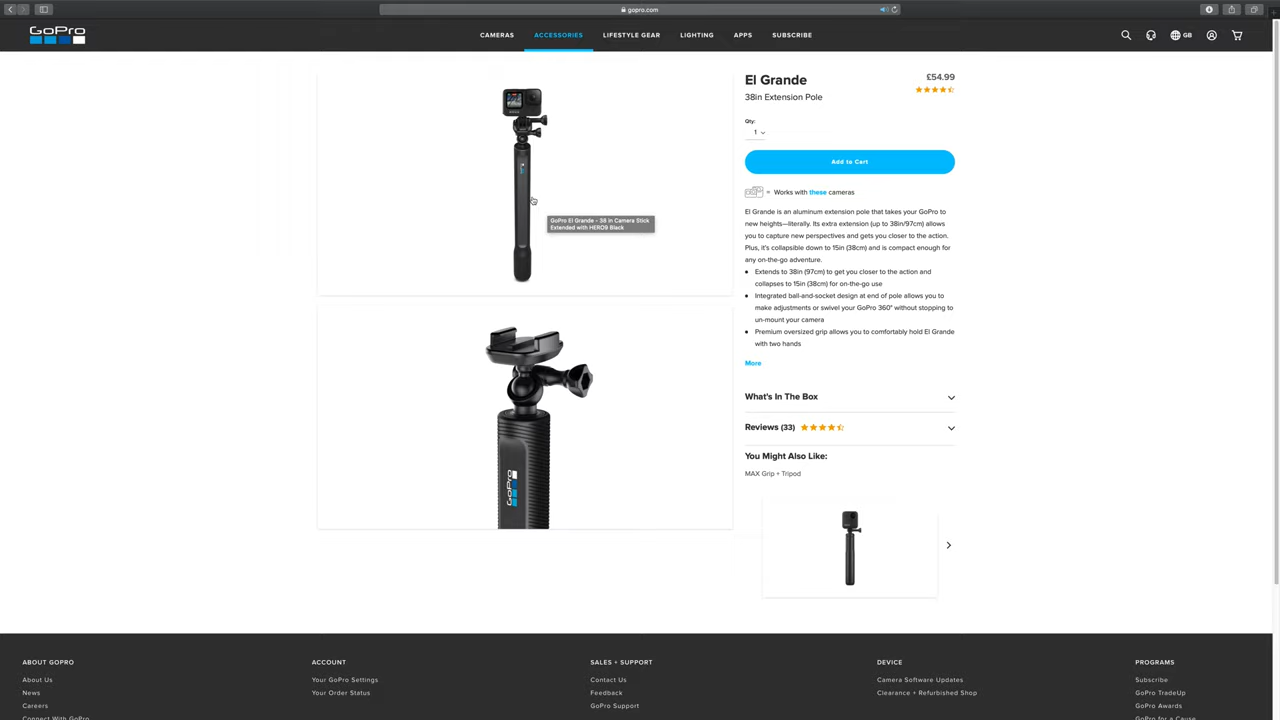 gopro.com
GoPro
CAMERAS
ACCESSORIES
LIFESTYLE GEAR
LIGHTING
APPS
SUBSCRIBE
GB
El Grande
£54.99
38in Extension Pole
Qty:
1
Add to Cart
= Works with these cameras
El Grande is an aluminum extension pole that takes your GoPro to
new heights—literally. Its extra extension (up to 38in/97cm) allows
you to capture new perspectives and gets you closer to the action.
Plus, it's collapsible down to 15in (38cm) and is compact enough for
any on-the-go adventure.
Extends to 38in (97cm) to get you closer to the action and
collapses to 15in (38cm) for on-the-go use
Integrated ball-and-socket design at end of pole allows you to
make adjustments or swivel your GoPro 360° without stopping to
un-mount your camera
Premium oversized grip allows you to comfortably hold El Grande
with two hands
More
GoPro El Grande - 38 in Camera Stick
Extended with HERO9 Black
GoPro
What's In The Box
Reviews (33)
You Might Also Like:
MAX Grip + Tripod
ABOUT GOPRO
About Us
News
Careers
Connect With GoPro
ACCOUNT
Your GoPro Settings
Your Order Status
SALES + SUPPORT
Contact Us
Feedback
GoPro Support
DEVICE
Camera Software Updates
Clearance + Refurbished Shop
PROGRAMS
Subscribe
GoPro TradeUp
GoPro Awards
GoPro for a Cause